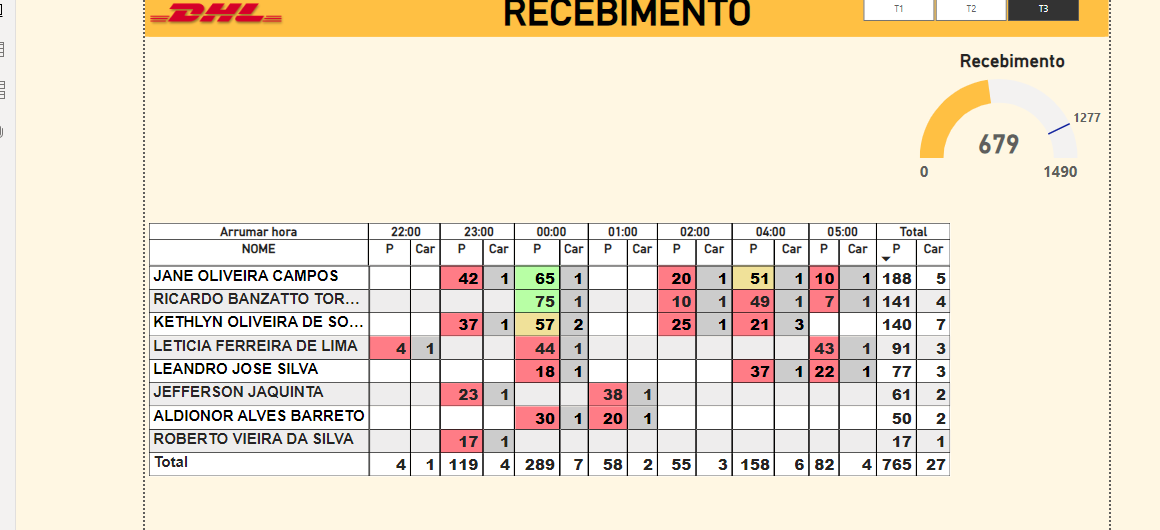 DHL RECEBIMENTO T1 T2 T3
Recebimento
1277
679
0 1490
Arrumar hora 22:00 23:00 00:00 01:00 02:00 04:00 05:00 Total
NOME P Car P Car P Car P Car P Car P Car P Car P Car
JANE OLIVEIRA CAMPOS 42 1 65 1 20 1 51 1 10 1 188 5
RICARDO BANZATTO TOR... 75 1 10 1 49 1 7 1 141 4
KETHLYN OLIVEIRA DE SO... 37 1 57 2 25 1 21 3 140 7
LETICIA FERREIRA DE LIMA 4 1 44 1 43 1 91 3
LEANDRO JOSE SILVA 18 1 37 1 22 1 77 3
JEFFERSON JAQUINTA 23 1 38 1 61 2
ALDIONOR ALVES BARRETO 30 1 20 1 50 2
ROBERTO VIEIRA DA SILVA 17 1 17 1
Total 4 1 119 4 289 7 58 2 55 3 158 6 82 4 765 27